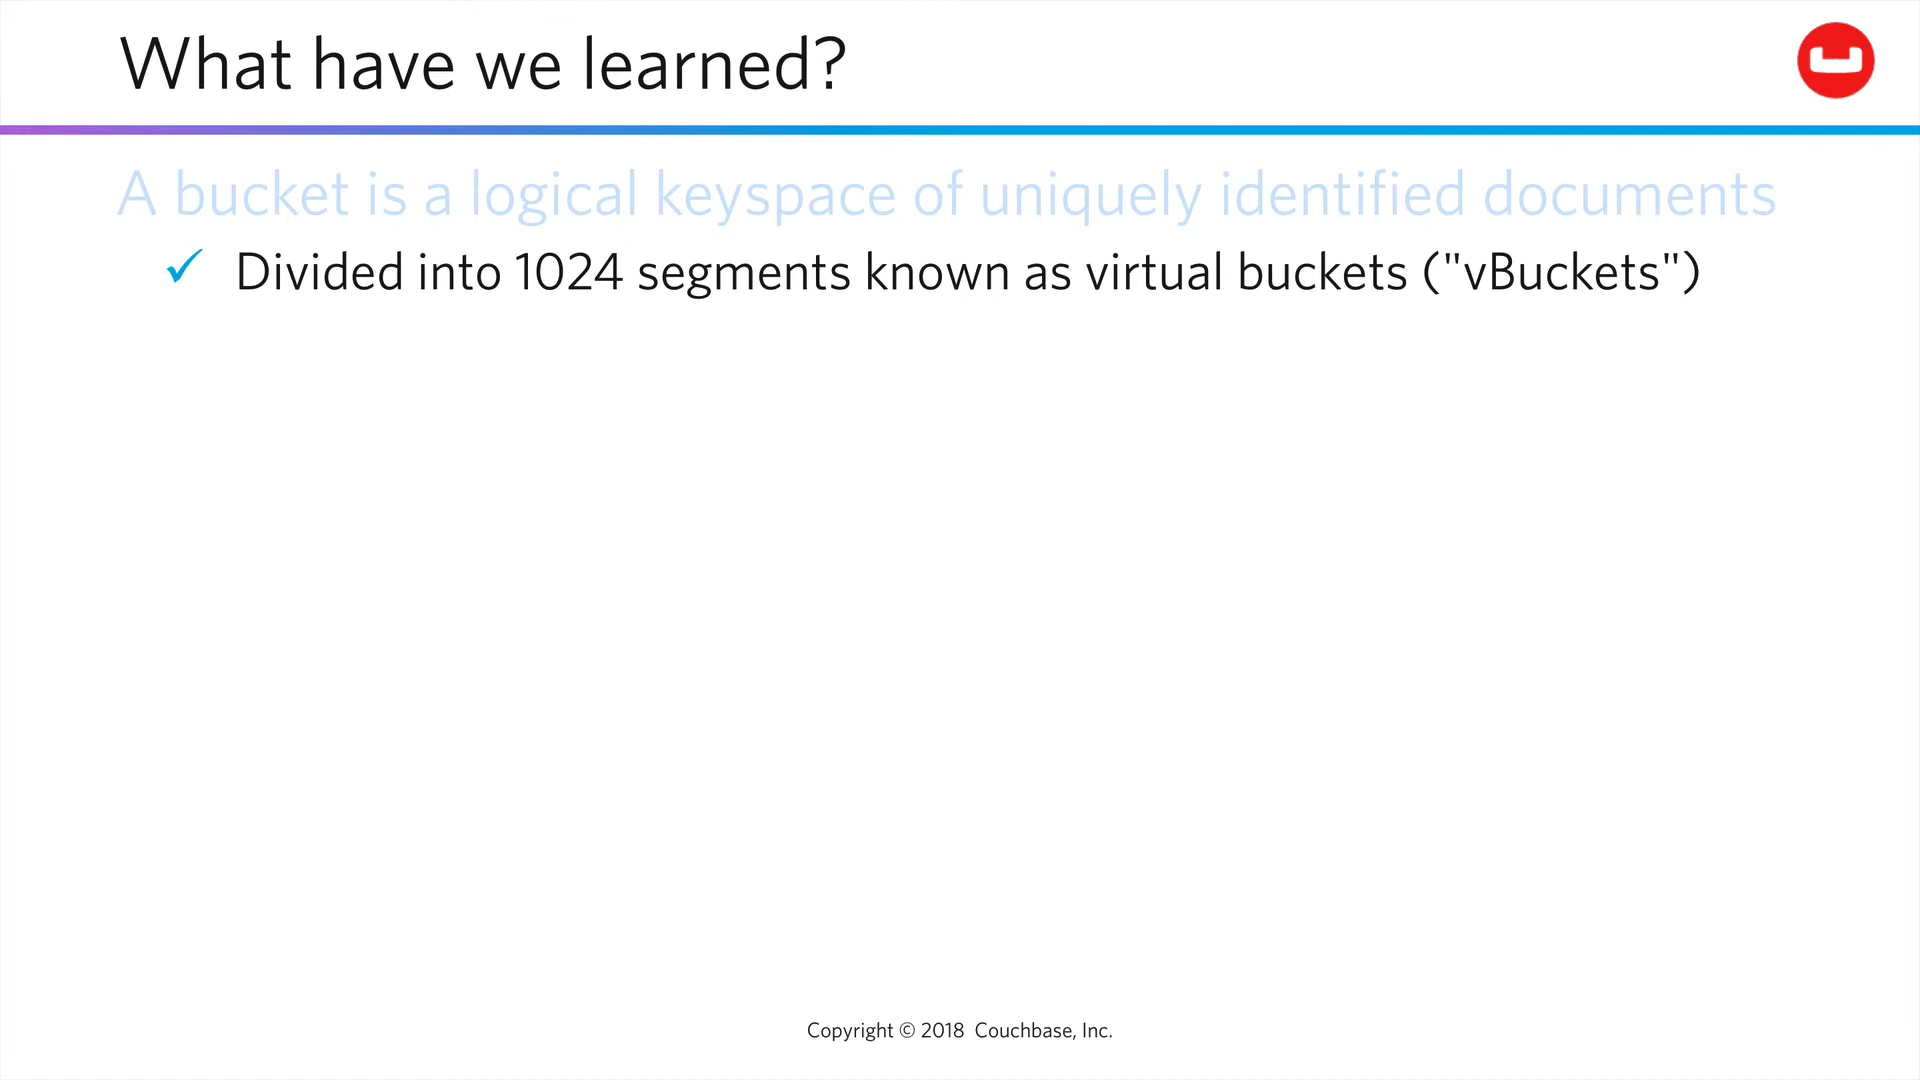 What have we learned?
A bucket is a logical keyspace of uniquely identified documents
✓ Divided into 1024 segments known as virtual buckets ("vBuckets")
Copyright © 2018 Couchbase, Inc.